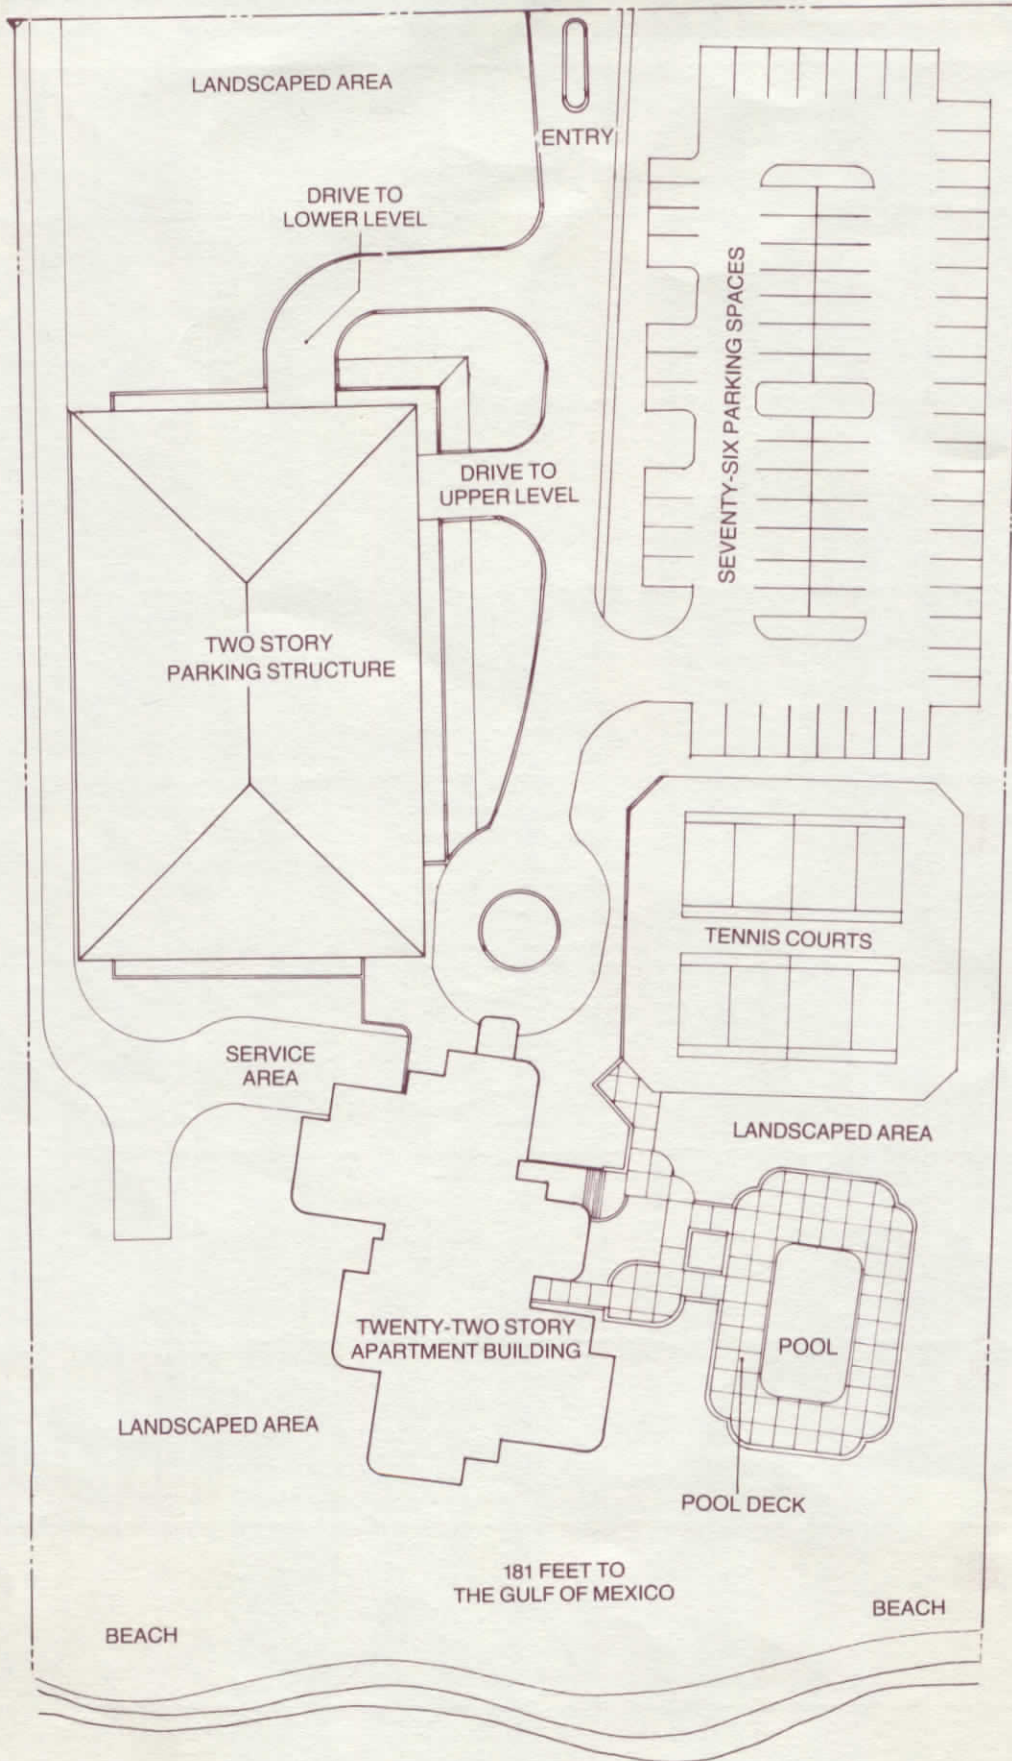 LANDSCAPED AREA
ENTRY
DRIVE TO
LOWER LEVEL
SEVENTY-SIX PARKING SPACES
DRIVE TO
UPPER LEVEL
TWO STORY
PARKING STRUCTURE
TENNIS COURTS
SERVICE
AREA
LANDSCAPED AREA
TWENTY-TWO STORY
APARTMENT BUILDING
POOL
LANDSCAPED AREA
POOL DECK
181 FEET TO
THE GULF OF MEXICO
BEACH
BEACH